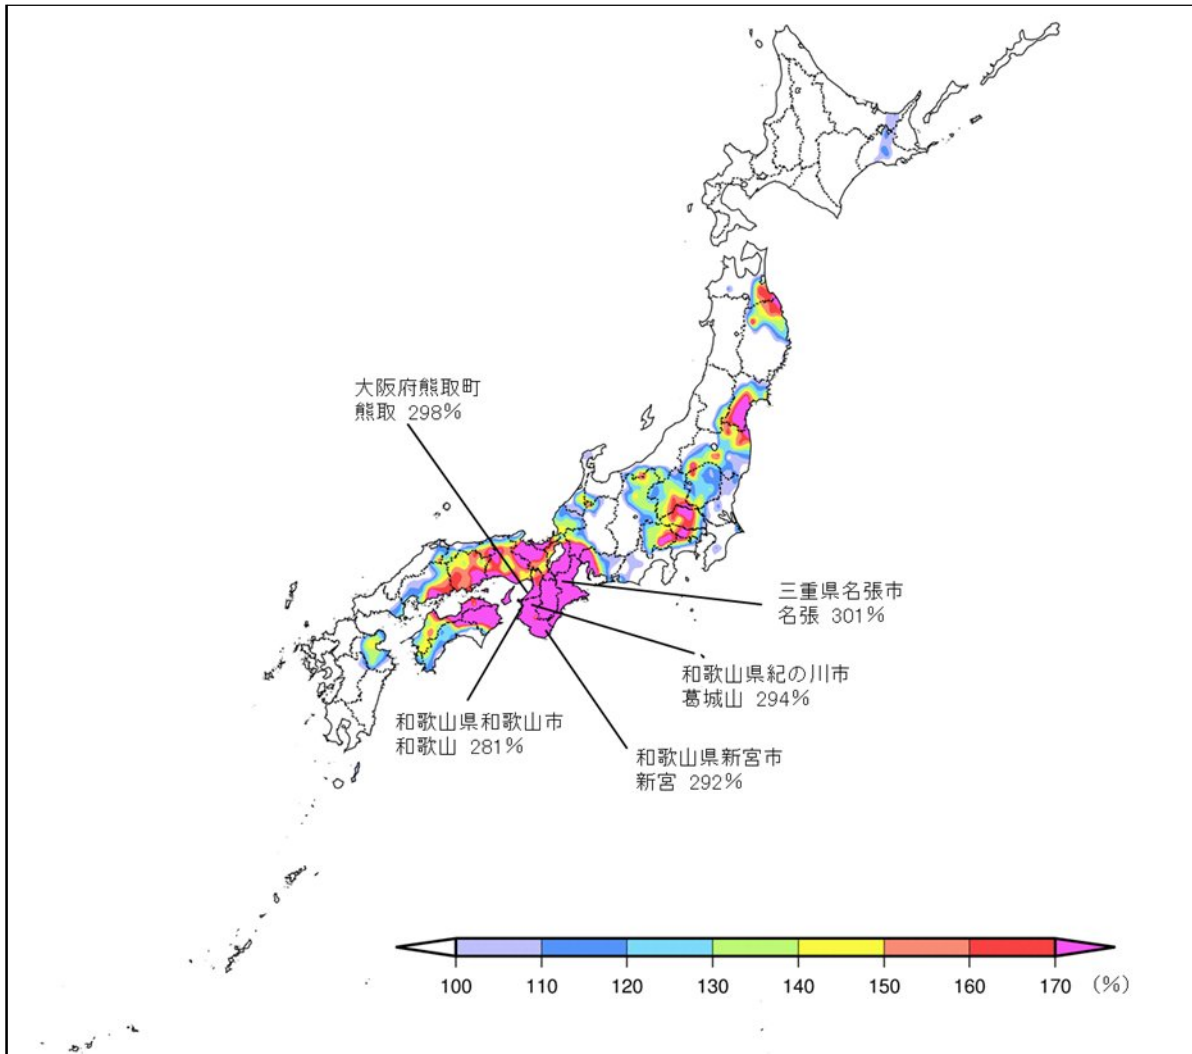 大阪府熊取町
熊取 298%
三重県名張市
名張 301%
和歌山県紀の川市
葛城山 294%
和歌山県和歌山市
和歌山 281%
和歌山県新宮市
新宮 292%
100 110 120 130 140 150 160 170 (%)